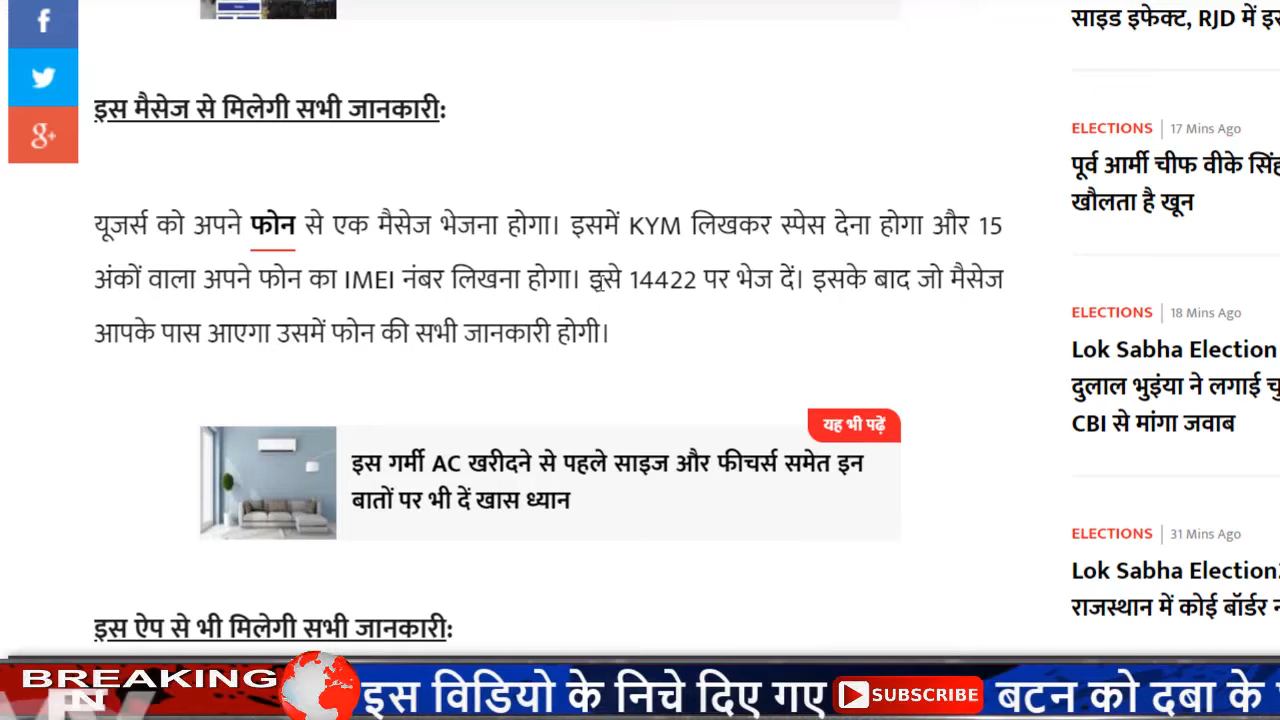 साइड इफेक्ट, RJD में
इस मैसेज से मिलेगी सभी जानकारी:
यूजर्स को अपने फोन से एक मैसेज भेजना होगा। इसमें KYM लिखकर स्पेस देना होगा और 15
अंकों वाला अपने फोन का IMEI नंबर लिखना होगा। इसे 14422 पर भेज दें। इसके बाद जो मैसेज
आपके पास आएगा उसमें फोन की सभी जानकारी होगी।
यह भी पढ़ें
इस गर्मी AC खरीदने से पहले साइज और फीचर्स समेत इन
बातों पर भी दें खास ध्यान
इस ऐप से भी मिलेगी सभी जानकारी:
ELECTIONS 17 Mins Ago
पूर्व आर्मी चीफ वीके
खौलता है खून
ELECTIONS 18 Mins Ago
Lok Sabha Election
दुलाल भुइंया ने लगाई
CBI से मांगा जवाब
ELECTIONS 31 Mins Ago
Lok Sabha Election
राजस्थान में कोई बॉर्डर
BREAKING
इस विडियो के निचे दिए गए SUBSCRIBE बटन को दबा के